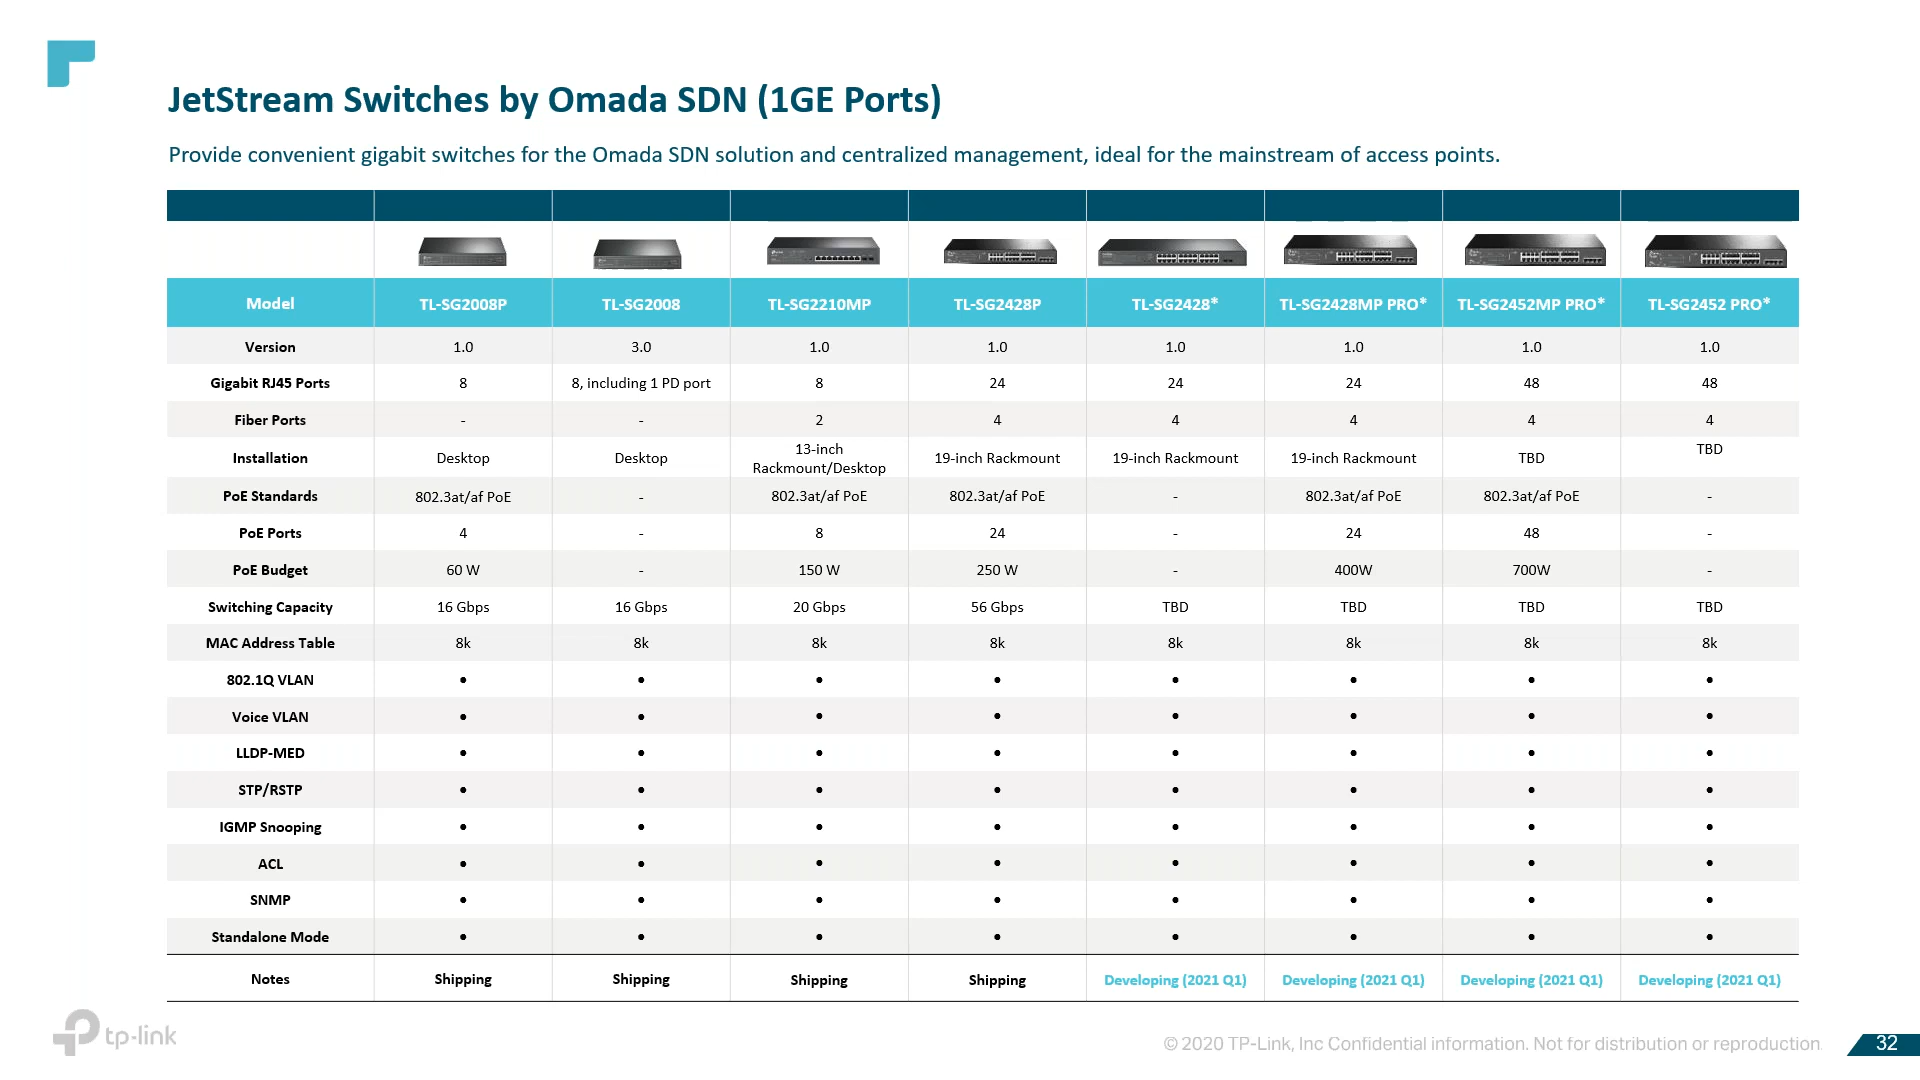 JetStream Switches by Omada SDN (1GE Ports)
Provide convenient gigabit switches for the Omada SDN solution and centralized management, ideal for the mainstream of access points.
Model TL-SG2008P TL-SG2008 TL-SG2210MP TL-SG2428P TL-SG2428* TL-SG2428MP PRO* TL-SG2452MP PRO* TL-SG2452 PRO*
Version 1.0 3.0 1.0 1.0 1.0 1.0 1.0 1.0
Gigabit RJ45 Ports 8 8, including 1 PD port 8 24 24 24 48 48
Fiber Ports - - 2 4 4 4 4 4
Installation Desktop Desktop 13-inch Rackmount/Desktop 19-inch Rackmount 19-inch Rackmount 19-inch Rackmount TBD TBD
PoE Standards 802.3at/af PoE - 802.3at/af PoE 802.3at/af PoE - 802.3at/af PoE 802.3at/af PoE -
PoE Ports 4 - 8 24 - 24 48 -
PoE Budget 60 W - 150 W 250 W - 400W 700W -
Switching Capacity 16 Gbps 16 Gbps 20 Gbps 56 Gbps TBD TBD TBD TBD
MAC Address Table 8k 8k 8k 8k 8k 8k 8k 8k
802.1Q VLAN • • • • • • • •
Voice VLAN • • • • • • • •
LLDP-MED • • • • • • • •
STP/RSTP • • • • • • • •
IGMP Snooping • • • • • • • •
ACL • • • • • • • •
SNMP • • • • • • • •
Standalone Mode • • • • • • • •
Notes Shipping Shipping Shipping Shipping Developing (2021 Q1) Developing (2021 Q1) Developing (2021 Q1) Developing (2021 Q1)
tp-link
© 2020 TP-Link, Inc Confidential information. Not for distribution or reproduction.
32